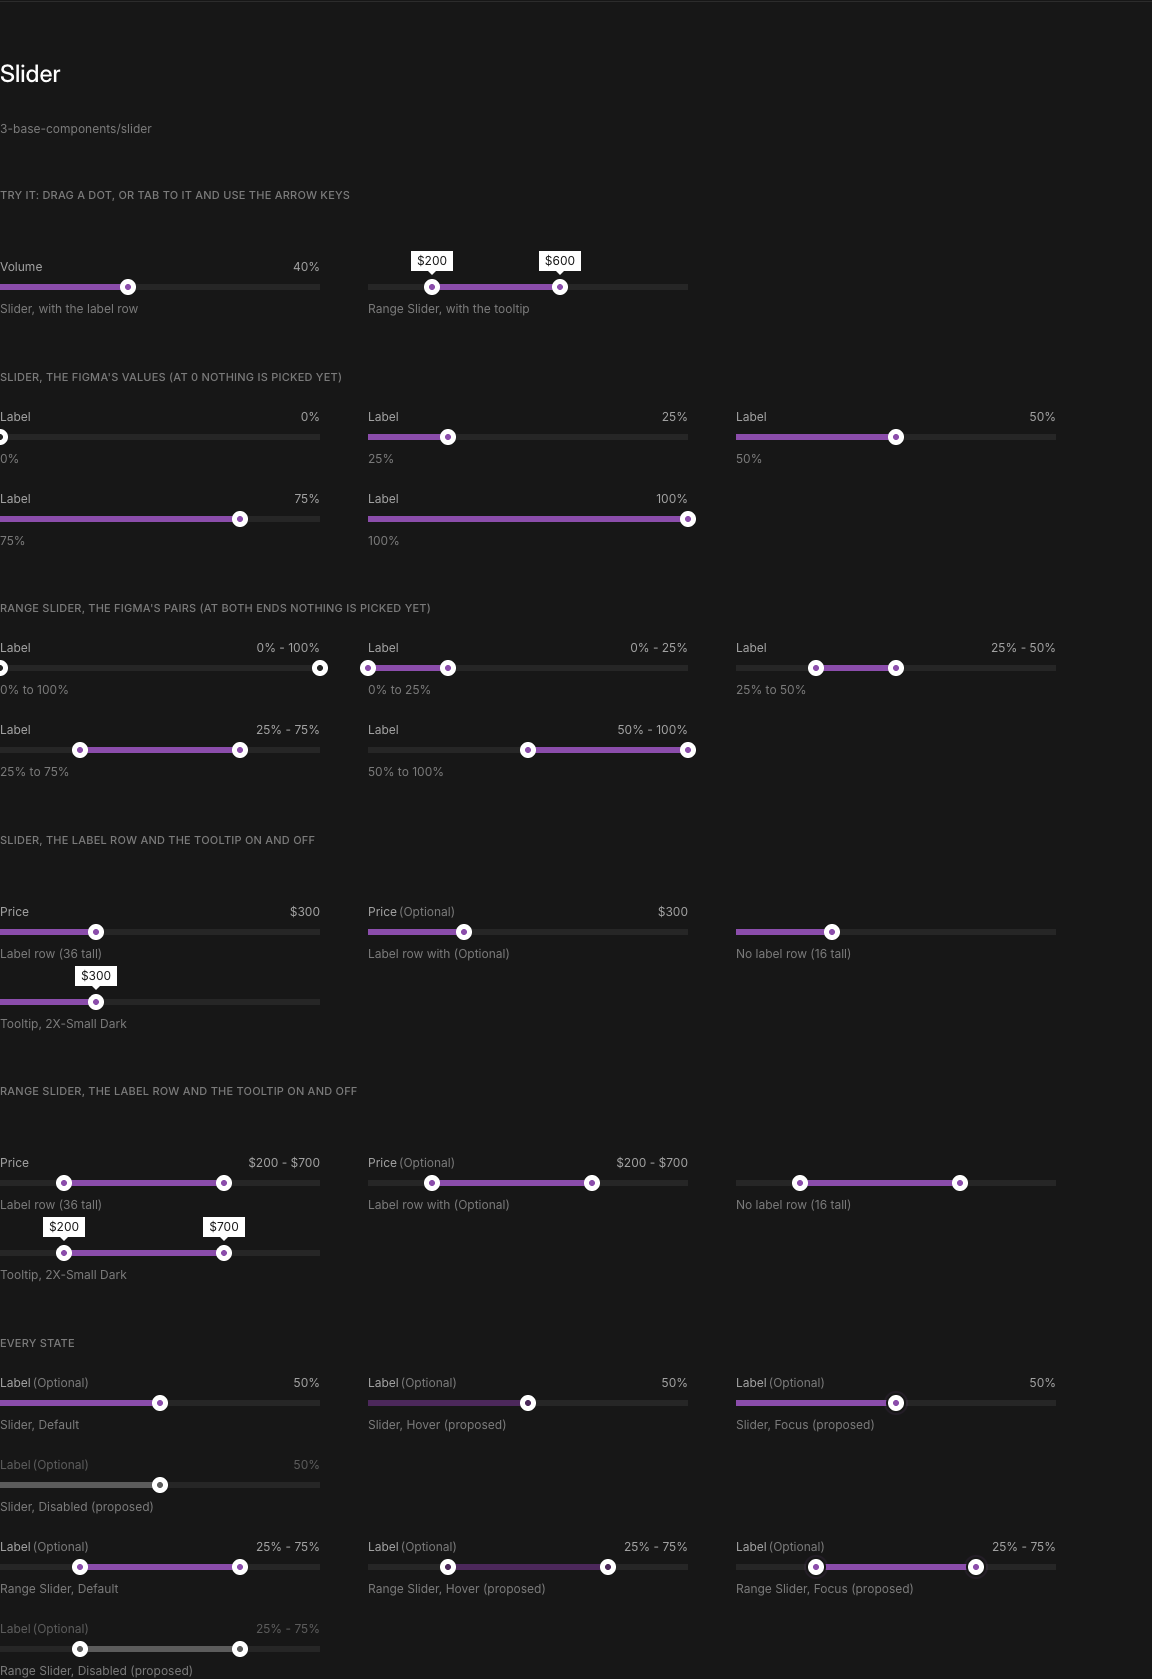 Slider
3-base-components/slider
TRY IT: DRAG A DOT, OR TAB TO IT AND USE THE ARROW KEYS
$200 $600
Volume 40%
Slider, with the label row Range Slider, with the tooltip
SLIDER, THE FIGMA'S VALUES (AT 0 NOTHING IS PICKED YET)
Label 0% Label 25% Label 50%
0% 25% 50%
Label 75% Label 100%
75% 100%
RANGE SLIDER, THE FIGMA'S PAIRS (AT BOTH ENDS NOTHING IS PICKED YET)
Label 0% - 100% Label 0% - 25% Label 25% - 50%
0% to 100% 0% to 25% 25% to 50%
Label 25% - 75% Label 50% - 100%
25% to 75% 50% to 100%
SLIDER, THE LABEL ROW AND THE TOOLTIP ON AND OFF
Price $300 Price (Optional) $300
Label row (36 tall) Label row with (Optional) No label row (16 tall)
$300
Tooltip, 2X-Small Dark
RANGE SLIDER, THE LABEL ROW AND THE TOOLTIP ON AND OFF
Price $200 - $700 Price (Optional) $200 - $700
Label row (36 tall) Label row with (Optional) No label row (16 tall)
$200 $700
Tooltip, 2X-Small Dark
EVERY STATE
Label (Optional) 50% Label (Optional) 50% Label (Optional) 50%
Slider, Default Slider, Hover (proposed) Slider, Focus (proposed)
Label (Optional) 50%
Slider, Disabled (proposed)
Label (Optional) 25% - 75% Label (Optional) 25% - 75% Label (Optional) 25% - 75%
Range Slider, Default Range Slider, Hover (proposed) Range Slider, Focus (proposed)
Label (Optional) 25% - 75%
Range Slider, Disabled (proposed)